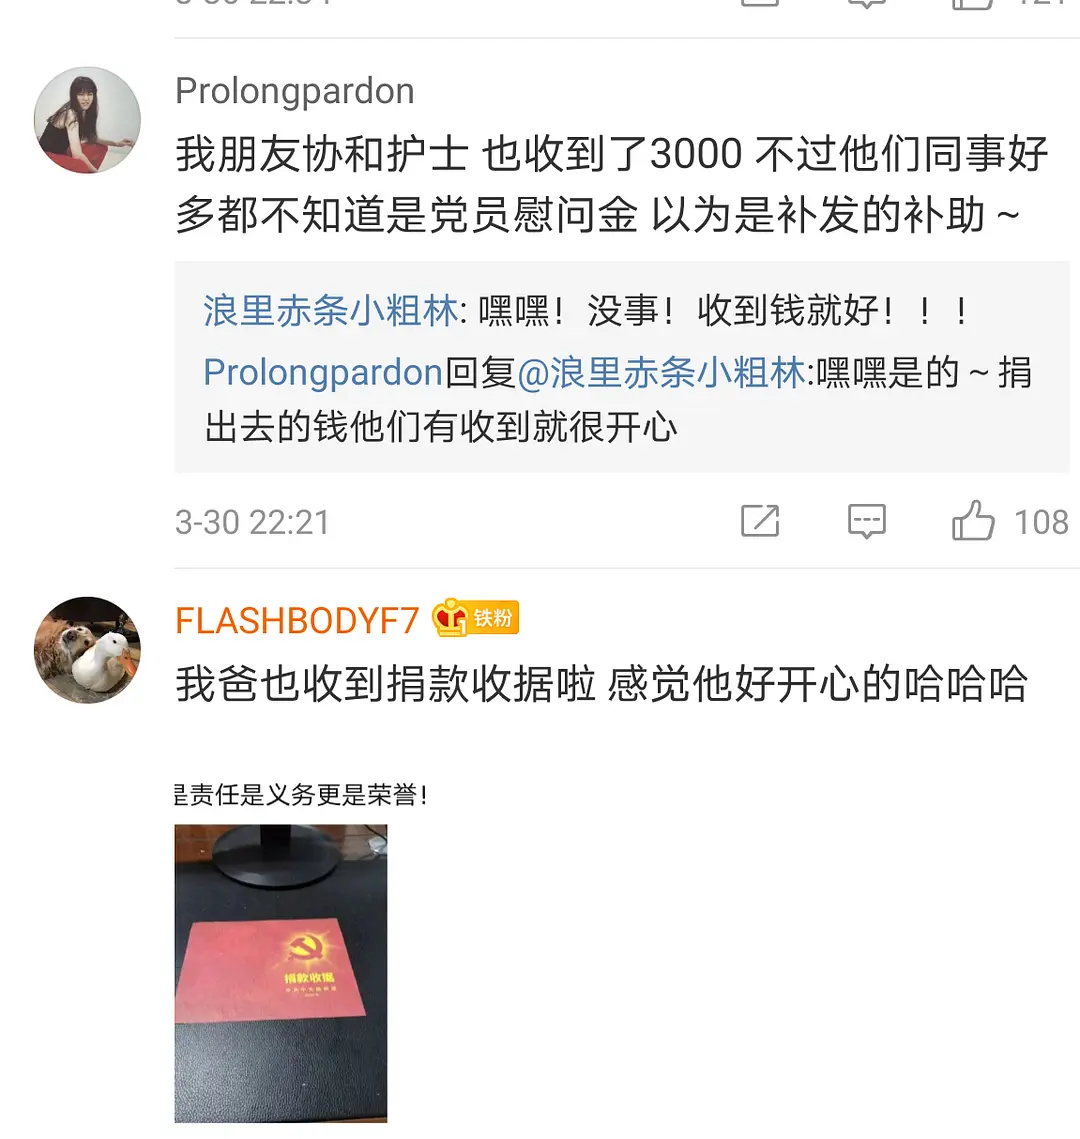 Prolongpardon
我朋友协和护士 也收到了3000 不过他们同事好
多都不知道是党员慰问金 以为是补发的补助～
浪里赤条小粗林: 嘿嘿！没事！收到钱就好！！！
Prolongpardon回复@浪里赤条小粗林:嘿嘿是的～捐
出去的钱他们有收到就很开心
3-30 22:21
108
FLASHBODYF7 铁粉
我爸也收到捐款收据啦 感觉他好开心的哈哈哈
是责任是义务更是荣誉！
捐款收据